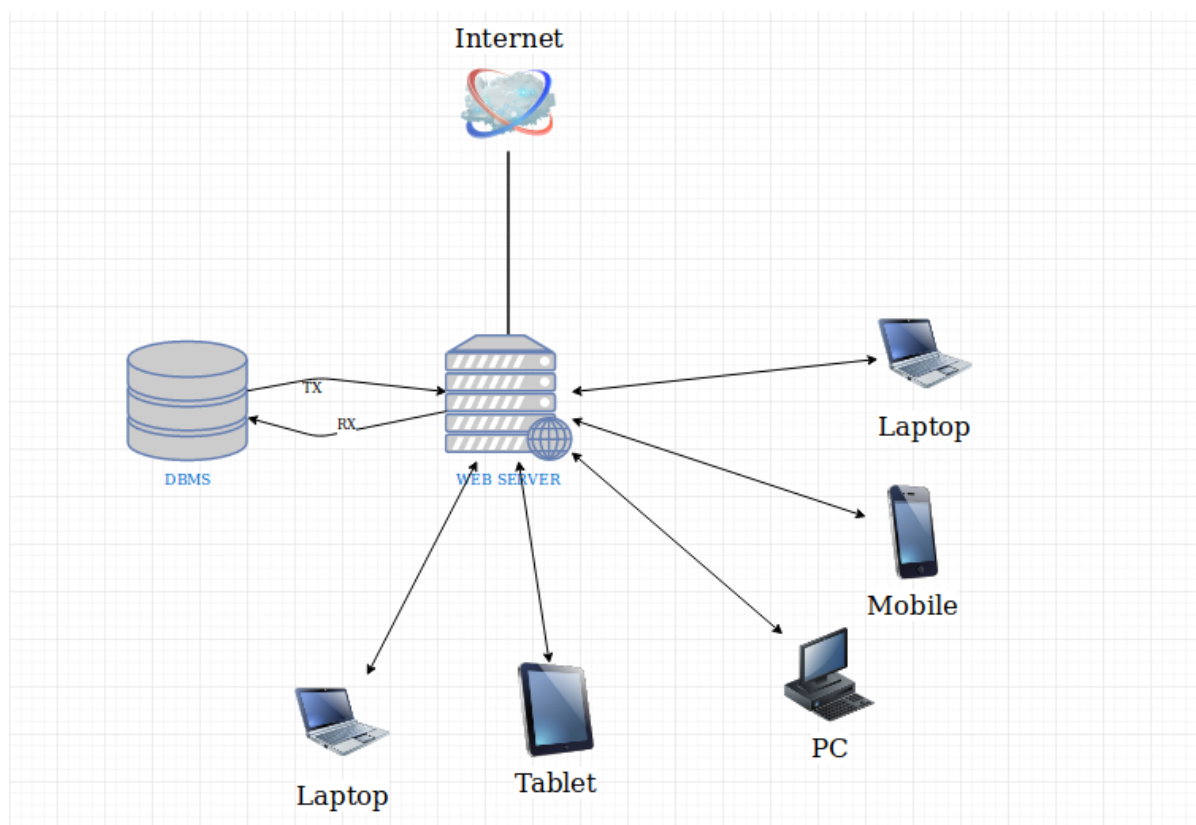 Internet
TX
RX
DBMS
WEB SERVER
Laptop
Mobile
PC
Tablet
Laptop